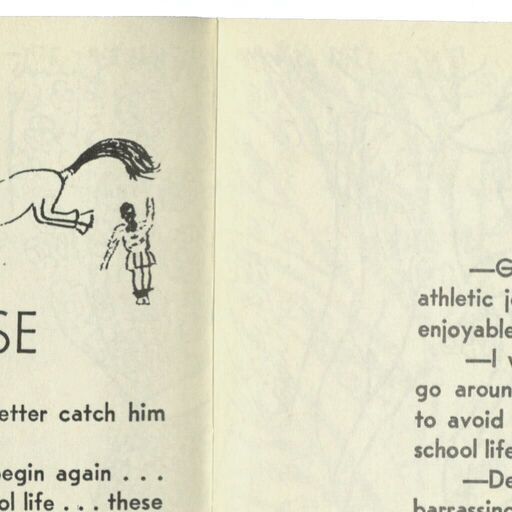 SE
etter catch him
egin again . . .
ol life . . . these
—G
athletic j
enjoyable
—I
go aroun
to avoid
school life
—De
barrassing